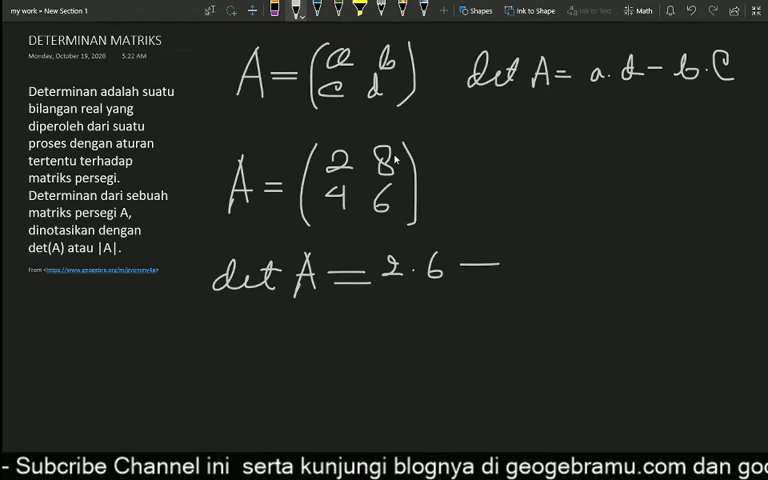 my work » New Section 1
Shapes
Ink to Shape
Ink to Text
Math
DETERMINAN MATRIKS
Monday, October 19, 2020 5:22 AM
Determinan adalah suatu
bilangan real yang
diperoleh dari suatu
proses dengan aturan
tertentu terhadap
matriks persegi.
Determinan dari sebuah
matriks persegi A,
dinotasikan dengan
det(A) atau |A|.
A = (a b
c d)
det A = a . d – b . C
A = (2 8
4 6)
det A = 2 . 6 –
- Subcribe Channel ini serta kunjungi blognya di geogebramu.com dan goo